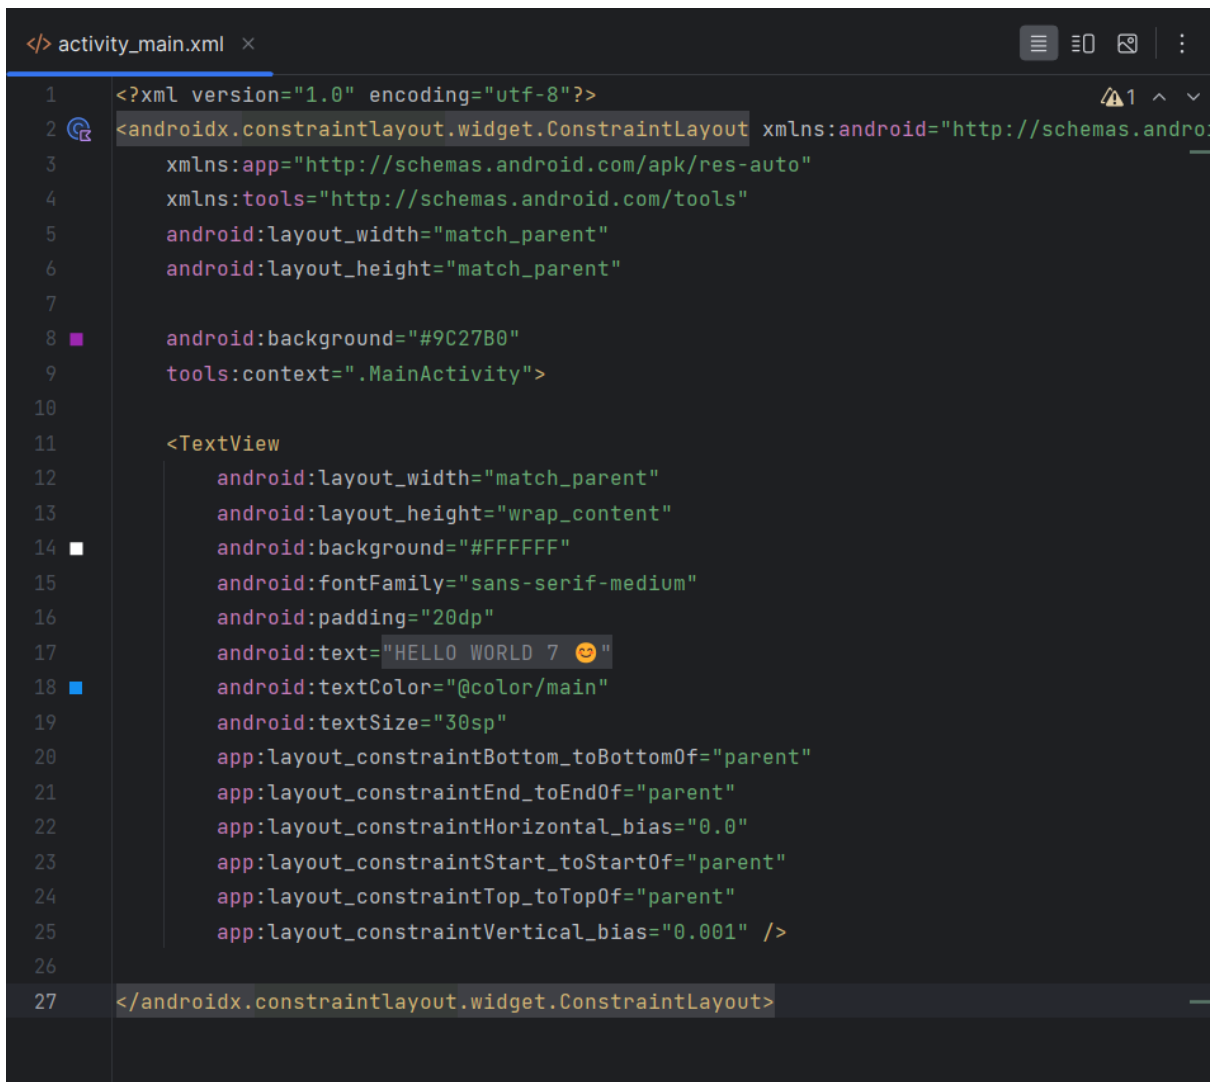 activity_main.xml
1
1 <?xml version="1.0" encoding="utf-8"?>
2 <androidx.constraintlayout.widget.ConstraintLayout xmlns:android="http://schemas.androi
3 xmlns:app="http://schemas.android.com/apk/res-auto"
4 xmlns:tools="http://schemas.android.com/tools"
5 android:layout_width="match_parent"
6 android:layout_height="match_parent"
7
8 android:background="#9C27B0"
9 tools:context=".MainActivity">
10
11 <TextView
12 android:layout_width="match_parent"
13 android:layout_height="wrap_content"
14 android:background="#FFFFFF"
15 android:fontFamily="sans-serif-medium"
16 android:padding="20dp"
17 android:text="HELLO WORLD 7 😊"
18 android:textColor="@color/main"
19 android:textSize="30sp"
20 app:layout_constraintBottom_toBottomOf="parent"
21 app:layout_constraintEnd_toEndOf="parent"
22 app:layout_constraintHorizontal_bias="0.0"
23 app:layout_constraintStart_toStartOf="parent"
24 app:layout_constraintTop_toTopOf="parent"
25 app:layout_constraintVertical_bias="0.001" />
26
27 </androidx.constraintlayout.widget.ConstraintLayout>